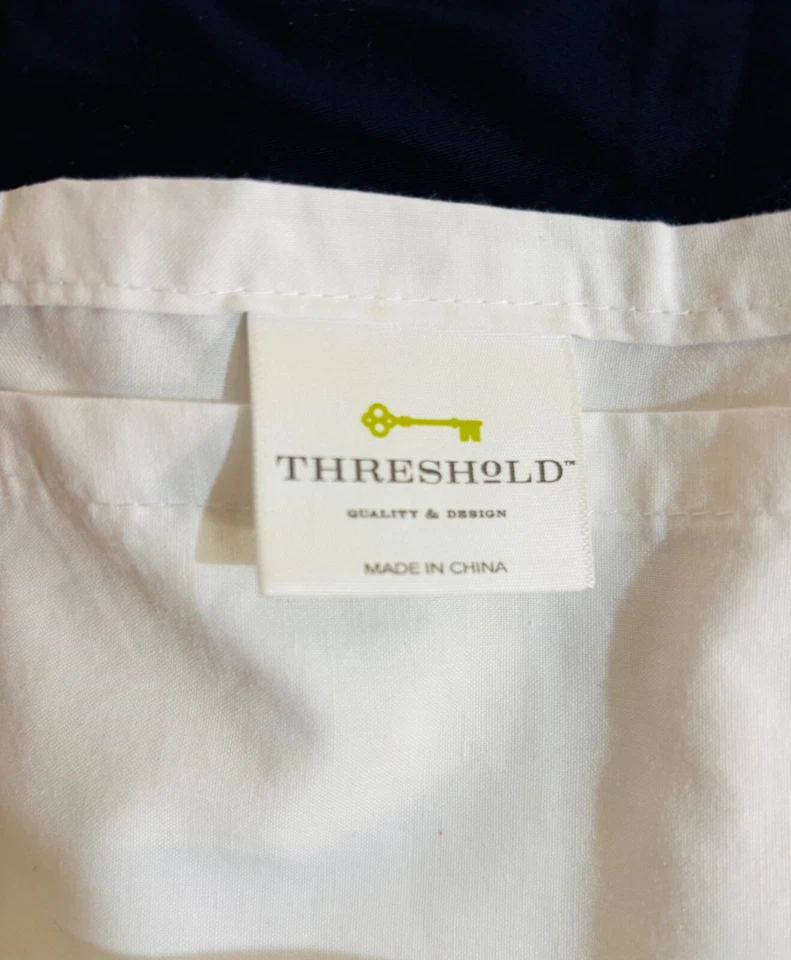 THRESHOLD™
QUALITY & DESIGN
MADE IN CHINA